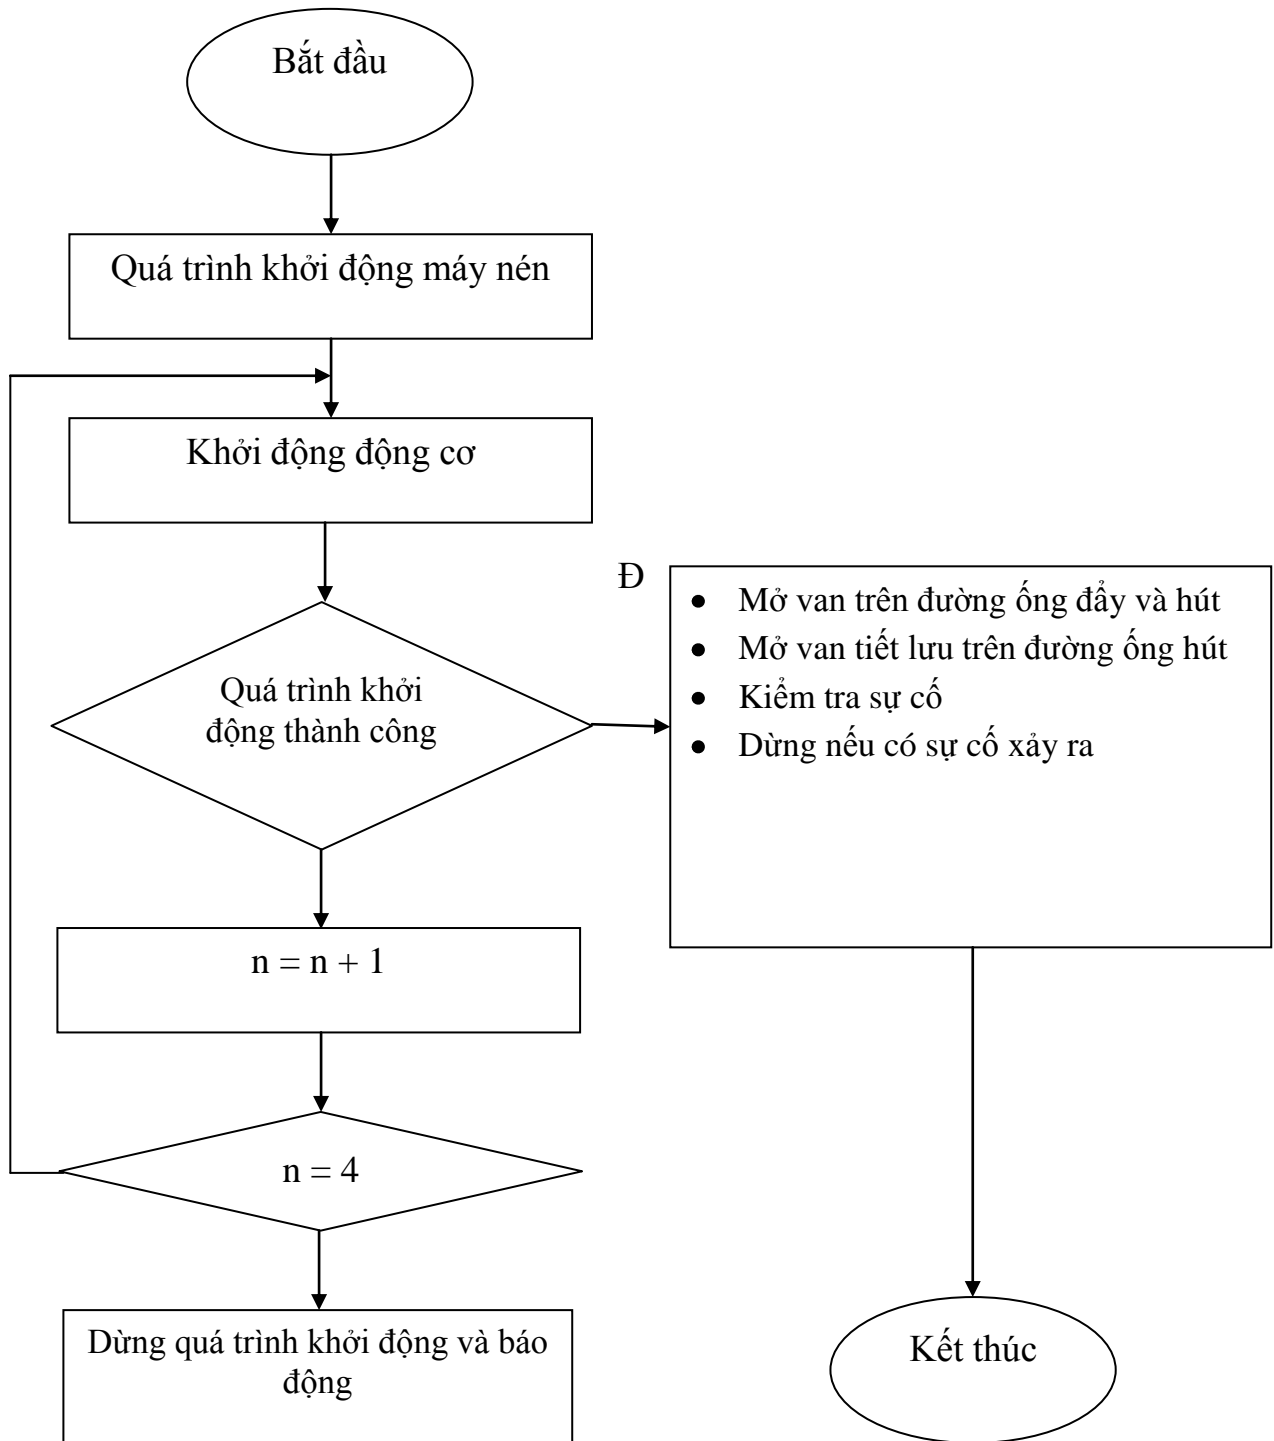 Bắt đầu
Quá trình khởi động máy nén
Khởi động động cơ
Quá trình khởi
động thành công
Đ
• Mở van trên đường ống đẩy và hút
• Mở van tiết lưu trên đường ống hút
• Kiểm tra sự cố
• Dừng nếu có sự cố xảy ra
n = n + 1
n = 4
Dừng quá trình khởi động và báo
động
Kết thúc